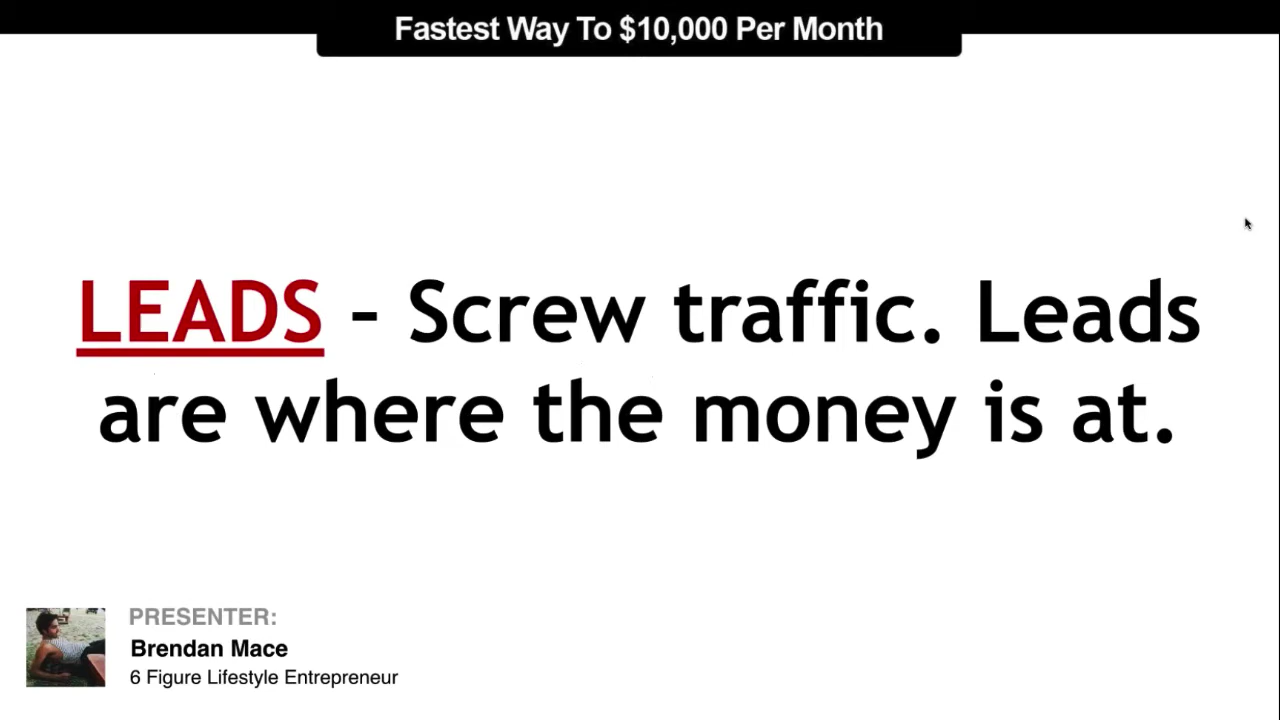 Fastest Way To $10,000 Per Month
LEADS - Screw traffic. Leads
are where the money is at.
PRESENTER:
Brendan Mace
6 Figure Lifestyle Entrepreneur